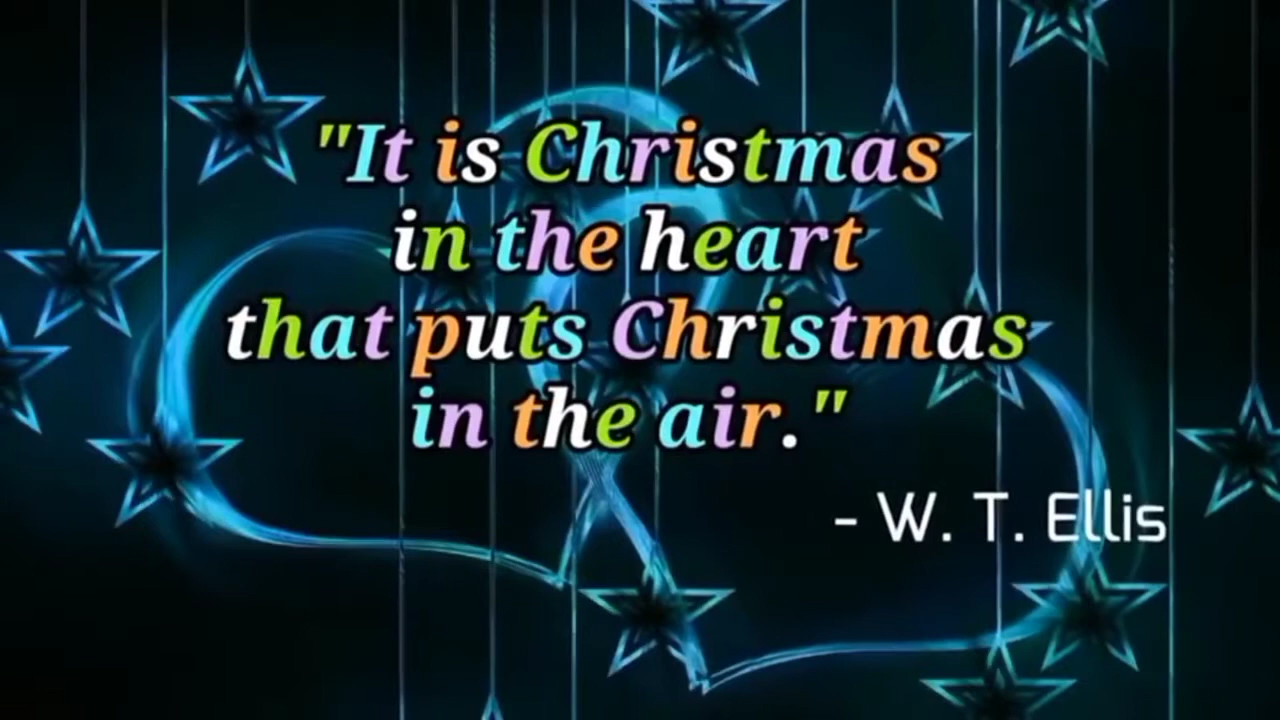 "It is Christmas
in the heart
that puts Christmas
in the air."
- W. T. Ellis